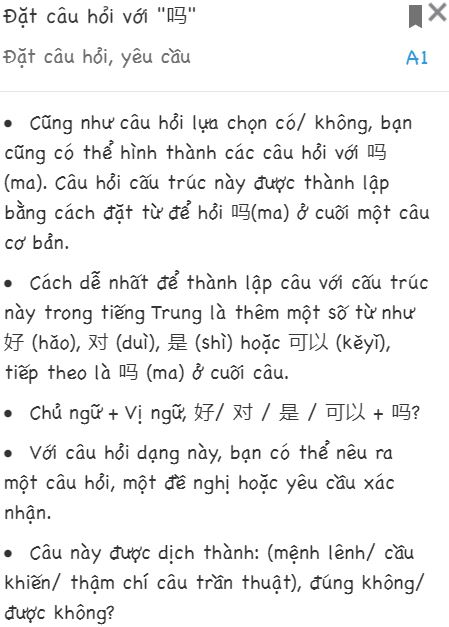 Đặt câu hỏi với "吗"
Đặt câu hỏi, yêu cầu
A1
• Cũng như câu hỏi lựa chọn có/ không, bạn
cũng có thể hình thành các câu hỏi với 吗
(ma). Câu hỏi cấu trúc này được thành lập
bằng cách đặt từ để hỏi 吗(ma) ở cuối một câu
cơ bản.
• Cách dễ nhất để thành lập câu với cấu trúc
này trong tiếng Trung là thêm một số từ như
好 (hǎo), 对 (duì), 是 (shì) hoặc 可以 (kěyǐ),
tiếp theo là 吗 (ma) ở cuối câu.
• Chủ ngữ + Vị ngữ, 好/ 对 / 是 / 可以 + 吗?
• Với câu hỏi dạng này, bạn có thể nêu ra
một câu hỏi, một đề nghị hoặc yêu cầu xác
nhận.
• Câu này được dịch thành: (mệnh lênh/ cầu
khiến/ thậm chí câu trần thuật), đúng không/
được không?